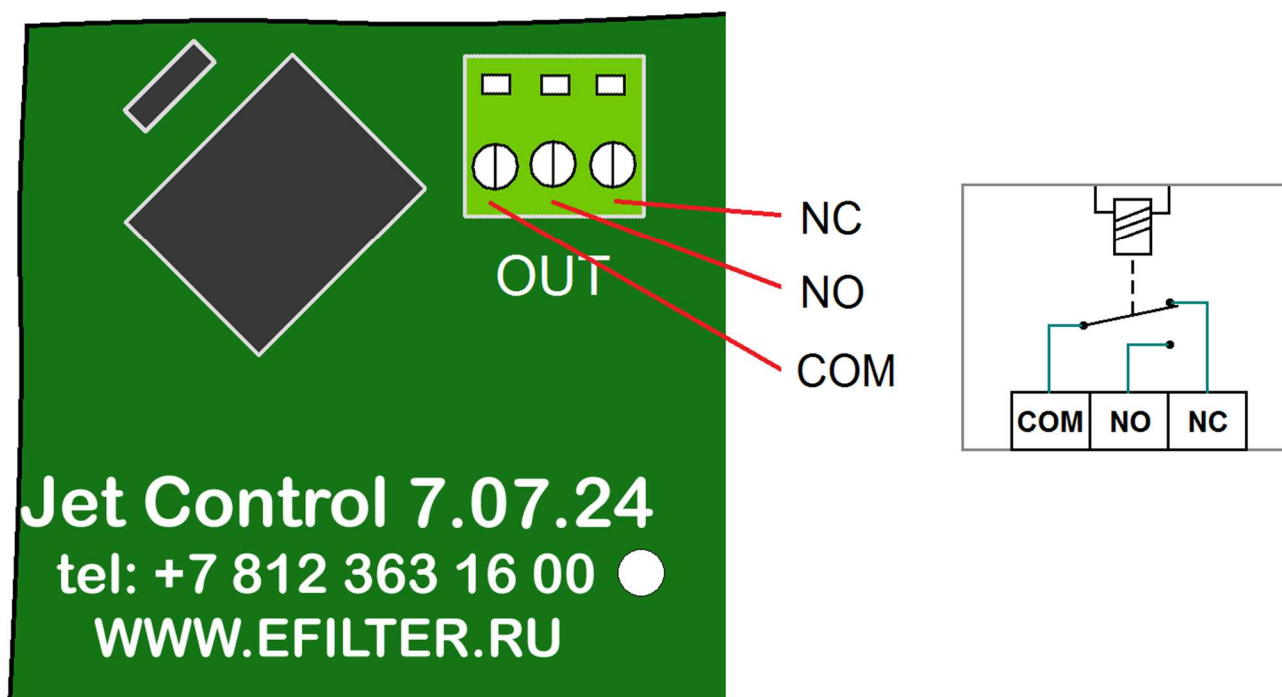 OUT
NC
NO
COM
COM NO NC
Jet Control 7.07.24
tel: +7 812 363 16 00
WWW.EFILTER.RU